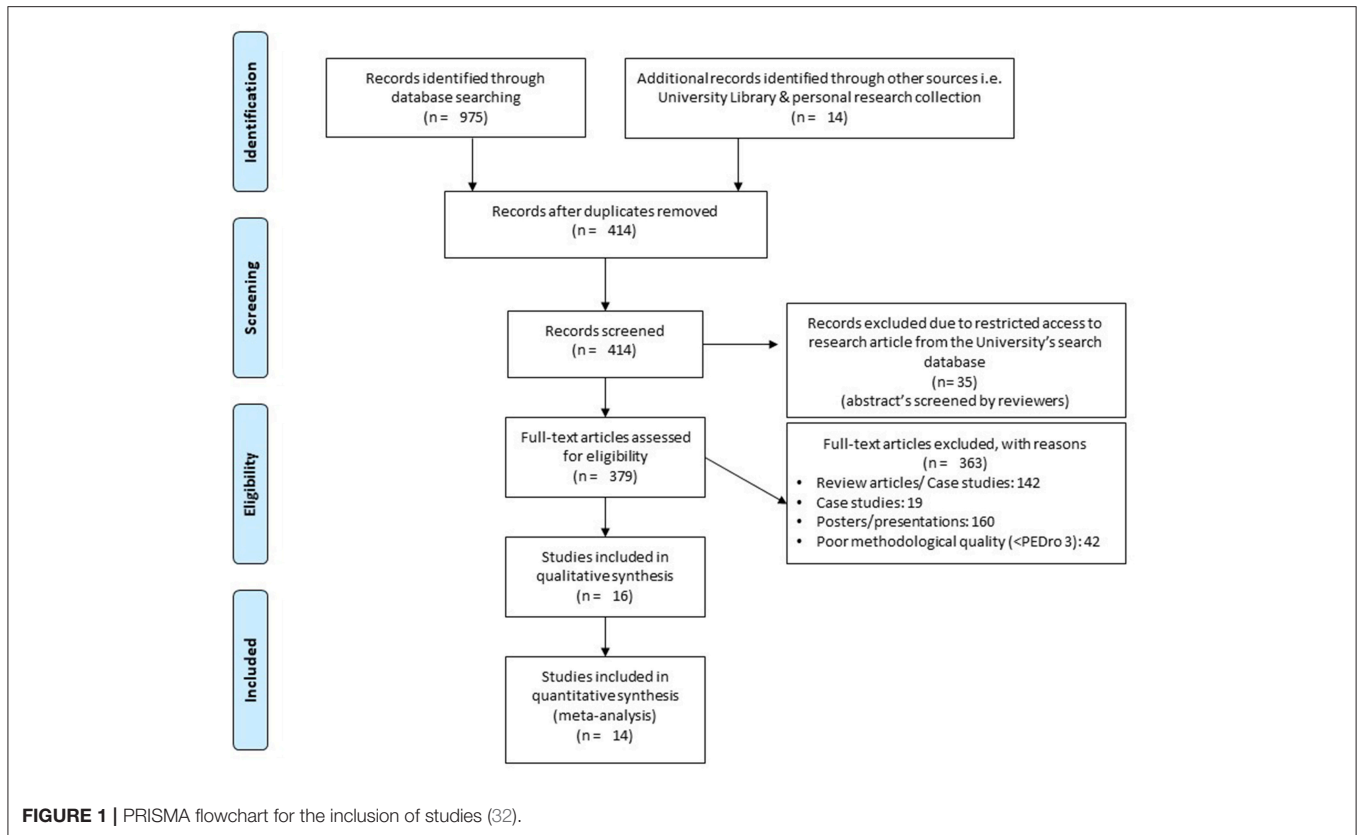 Identification
Records identified through
database searching
(n = 975)
Additional records identified through other sources i.e.
University Library & personal research collection
(n = 14)
Records after duplicates removed
(n = 414)
Screening
Records screened
(n = 414)
Records excluded due to restricted access to
research article from the University's search
database
(n= 35)
(abstract's screened by reviewers)
Eligibility
Full-text articles assessed
for eligibility
(n = 379)
Full-text articles excluded, with reasons
(n = 363)
• Review articles/ Case studies: 142
• Case studies: 19
• Posters/presentations: 160
• Poor methodological quality (<PEDro 3): 42
Studies included in
qualitative synthesis
(n = 16)
Included
Studies included in
quantitative synthesis
(meta-analysis)
(n = 14)
FIGURE 1 | PRISMA flowchart for the inclusion of studies (32).